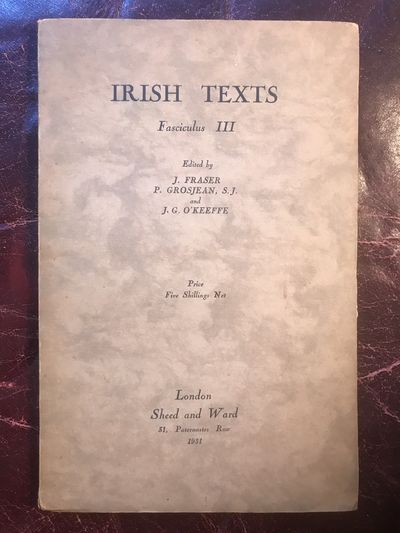 IRISH TEXTS
Fasciculus III
Edited by
J. FRASER
P. GROSJEAN, S.J.
and
J. G. O'KEEFFE
Price
Five Shillings Net
London
Sheed and Ward
31, Paternoster Row
1931